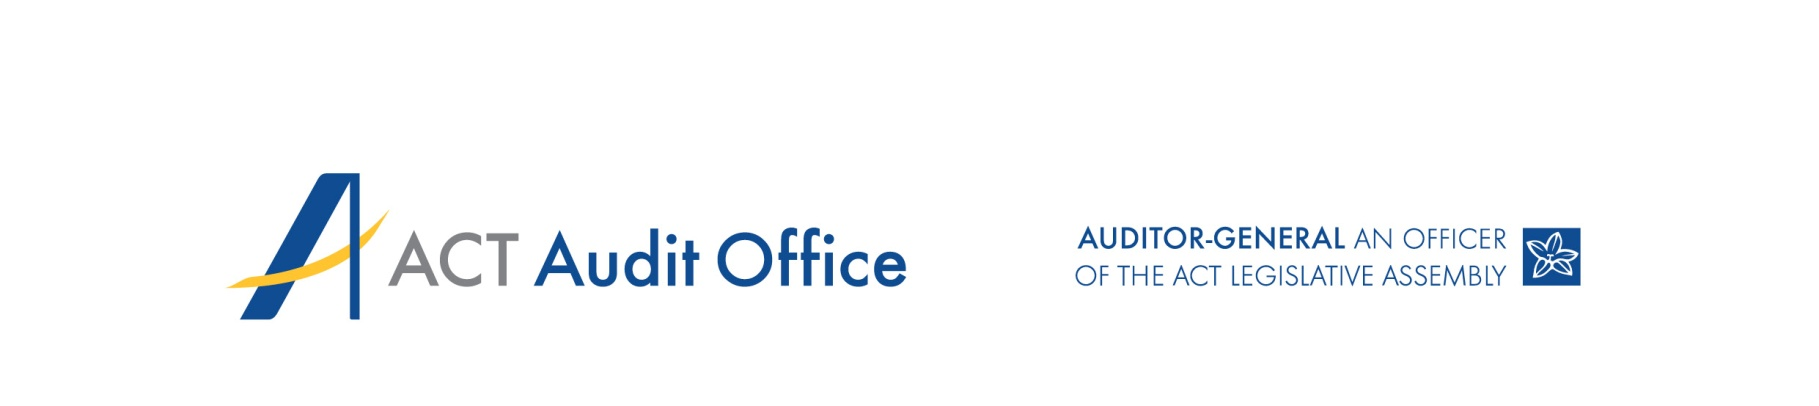 ACT Audit Office
AUDITOR-GENERAL AN OFFICER
OF THE ACT LEGISLATIVE ASSEMBLY